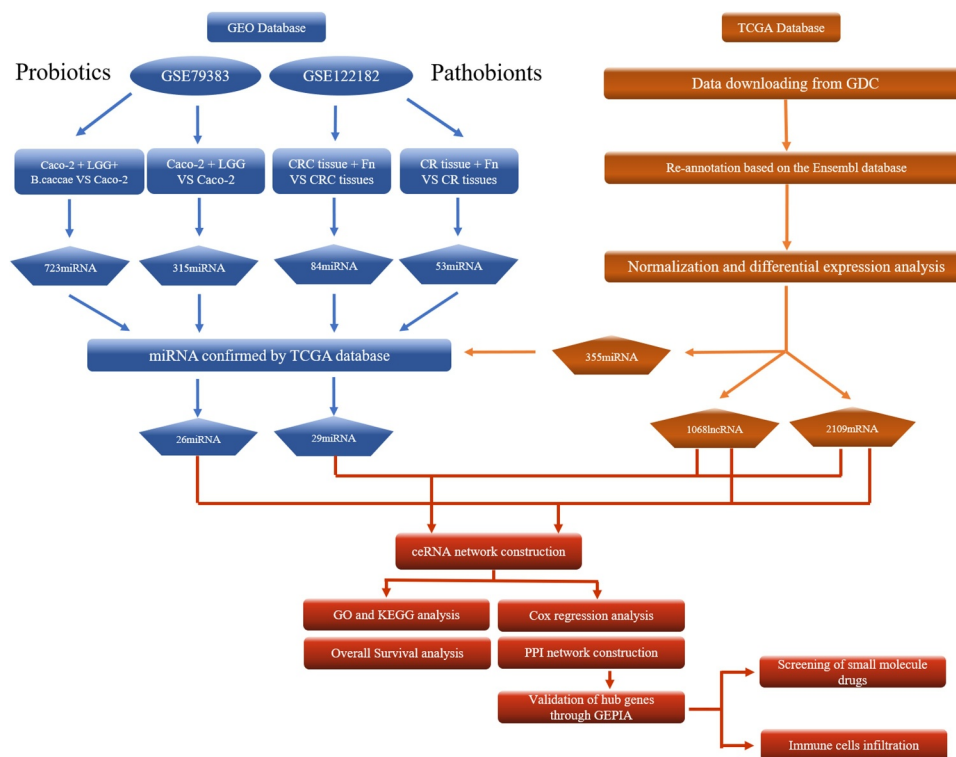 GEO Database
TCGA Database
Probiotics
GSE79383
GSE122182
Pathobionts
Data downloading from GDC
Caco-2 + LGG+
B.caccae VS Caco-2
Caco-2 + LGG
VS Caco-2
CRC tissue + Fn
VS CRC tissues
CR tissue + Fn
VS CR tissues
Re-annotation based on the Ensembl database
723miRNA
315miRNA
84miRNA
53miRNA
Normalization and differential expression analysis
miRNA confirmed by TCGA database
355miRNA
26miRNA
29miRNA
1068lncRNA
2109mRNA
ceRNA network construction
GO and KEGG analysis
Cox regression analysis
Overall Survival analysis
PPI network construction
Screening of small molecule
drugs
Validation of hub genes
through GEPIA
Immune cells infiltration